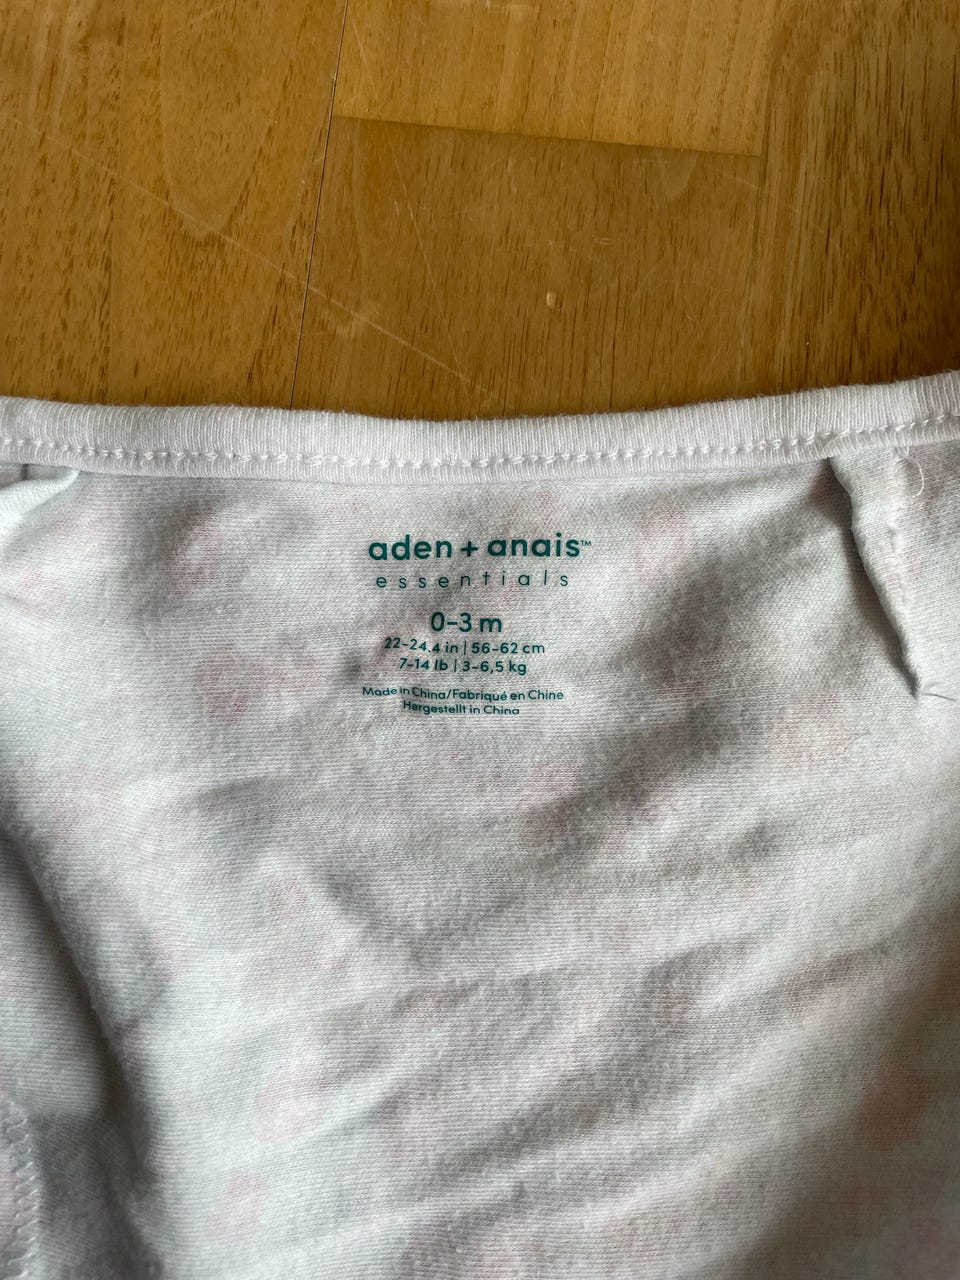 aden + anais™
essentials
0-3 m
22-24.4 in | 56-62 cm
7-14 lb | 3-6,5 kg
Made in China/Fabriqué en Chine
Hergestellt in China